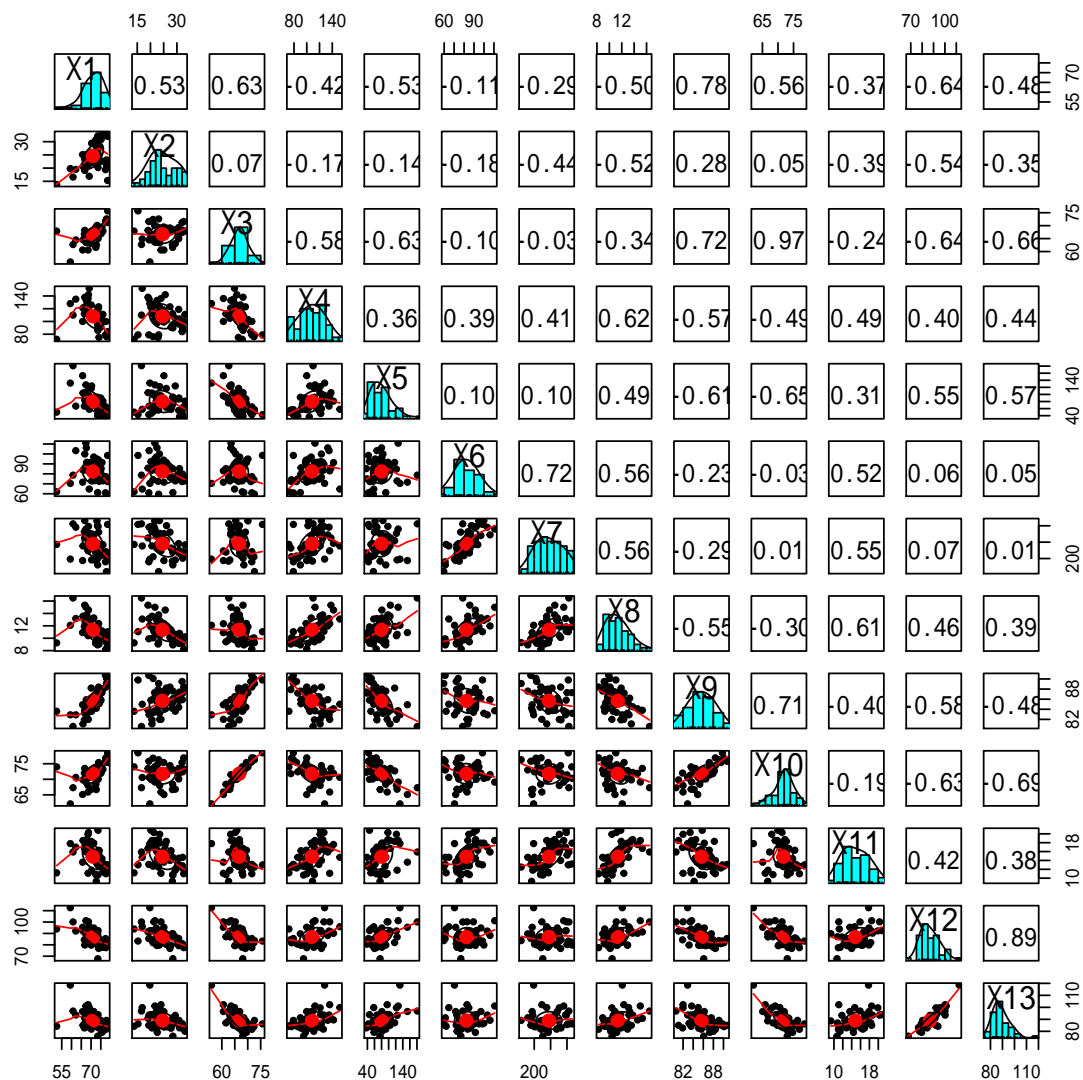 15 30 80 140 60 90 8 12 65 75 70 100
X1 0.53 0.63 -0.42 -0.53 -0.11 -0.29 -0.50 0.78 0.56 -0.37 -0.64 -0.48 55 70
15 30 X2 0.07 -0.17 -0.14 -0.18 -0.44 -0.52 0.28 0.05 -0.39 -0.54 -0.35
X3 -0.58 -0.63 -0.10 -0.03 -0.34 0.72 0.97 -0.24 -0.64 -0.66 60 75
80 140 X4 0.36 0.39 0.41 0.62 -0.57 -0.49 0.49 0.40 0.44
X5 0.10 0.10 0.49 -0.61 -0.65 0.31 0.55 0.57 40 140
60 90 X6 0.72 0.56 -0.23 -0.03 0.52 0.06 0.05
X7 0.56 -0.29 0.01 0.55 0.07 0.01 200
8 12 X8 -0.55 -0.30 0.61 0.46 0.39
X9 0.71 -0.40 -0.58 -0.48 82 88
65 75 X10 -0.19 -0.63 -0.69
X11 0.42 0.38 10 18
70 100 X12 0.89
X13 80 110
55 70 60 75 40 140 200 82 88 10 18 80 110